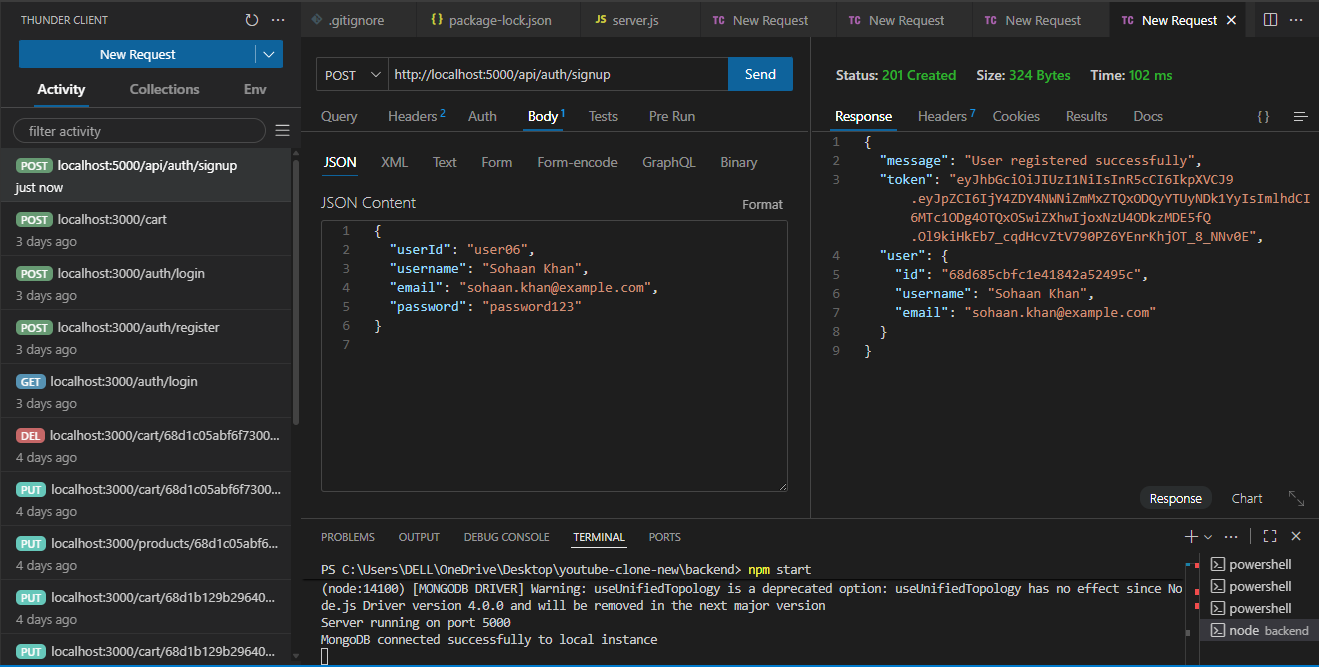 THUNDER CLIENT
New Request
Activity Collections Env
filter activity
POST localhost:5000/api/auth/signup
just now
POST localhost:3000/cart
3 days ago
POST localhost:3000/auth/login
3 days ago
POST localhost:3000/auth/register
3 days ago
GET localhost:3000/auth/login
3 days ago
DEL localhost:3000/cart/68d1c05abf6f7300...
4 days ago
PUT localhost:3000/cart/68d1c05abf6f7300...
4 days ago
PUT localhost:3000/products/68d1c05abf6...
4 days ago
PUT localhost:3000/cart/68d1b129b29640...
4 days ago
PUT localhost:3000/cart/68d1b129b29640...
.gitignore {} package-lock.json JS server.js TC New Request TC New Request TC New Request TC New Request
POST http://localhost:5000/api/auth/signup Send
Query Headers 2 Auth Body 1 Tests Pre Run
JSON XML Text Form Form-encode GraphQL Binary
JSON Content Format
1 {
2 "userId": "user06",
3 "username": "Sohaan Khan",
4 "email": "sohaan.khan@example.com",
5 "password": "password123"
6 }
7
Status: 201 Created Size: 324 Bytes Time: 102 ms
Response Headers 7 Cookies Results Docs {}
1 {
2 "message": "User registered successfully",
3 "token": "eyJhbGciOiJIUzI1NiIsInR5cCI6IkpXVCJ9
.eyJpZCI6IjY4ZDY4NWNiZmMxZTQxODQyYTUyNDk1YyIsImlhdCI
6MTc1ODg4OTQxOSwiZXhwIjoxNzU4ODkzMDE5fQ
.Ol9kiHkEb7_cqdHcvZtV790PZ6YEnrKhjOT_8_NNv0E",
4 "user": {
5 "id": "68d685cbfc1e41842a52495c",
6 "username": "Sohaan Khan",
7 "email": "sohaan.khan@example.com"
8 }
9 }
Response Chart
PROBLEMS OUTPUT DEBUG CONSOLE TERMINAL PORTS
PS C:\Users\DELL\OneDrive\Desktop\youtube-clone-new\backend> npm start
(node:14100) [MONGODB DRIVER] Warning: useUnifiedTopology is a deprecated option: useUnifiedTopology has no effect since No
de.js Driver version 4.0.0 and will be removed in the next major version
Server running on port 5000
MongoDB connected successfully to local instance
powershell
powershell
powershell
node backend